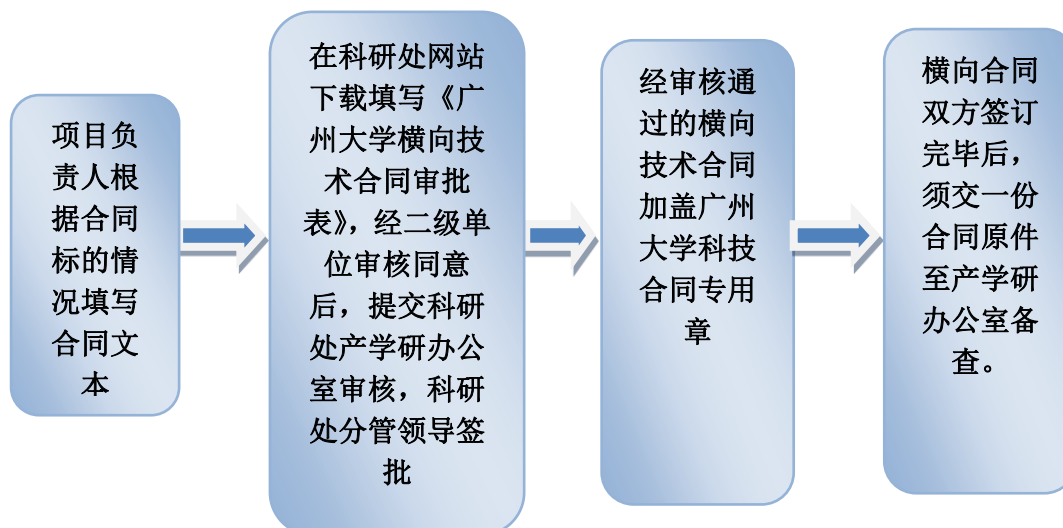 项目负
责人根
据合同
标的情
况填写
合同文
本
在科研处网站
下载填写《广
州大学横向技
术合同审批
表》，经二级单
位审核同意
后，提交科研
处产学研办公
室审核，科研
处分管领导签
批
经审核通
过的横向
技术合同
加盖广州
大学科技
合同专用
章
横向合同
双方签订
完毕后，
须交一份
合同原件
至产学研
办公室备
查。